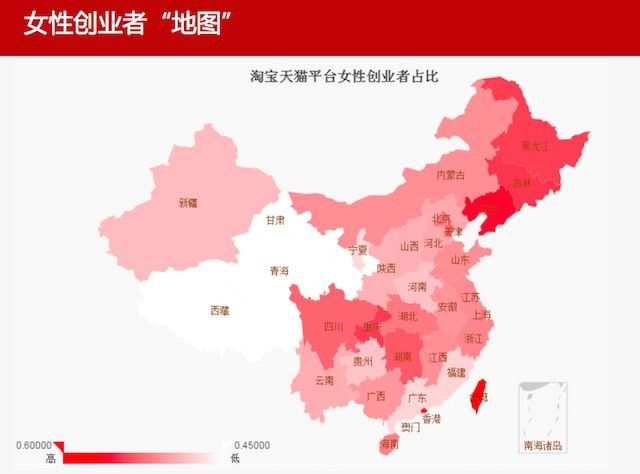 女性创业者“地图”
淘宝天猫平台女性创业者占比
黑龙江
内蒙古
吉林
新疆
辽宁
北京
甘肃
天津
宁夏
山西
河北
山东
青海
陕西
河南
江苏
西藏
安徽
上海
四川
重庆
湖北
浙江
湖南
江西
贵州
福建
云南
广西
广东
台湾
香港
澳门
海南
南海诸岛
0.60000
0.45000
高
低